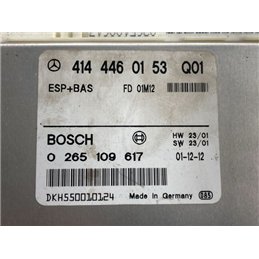 414 446 01 53 Q01
ESP+BAS FD 01M12
BOSCH HW 23/01
SW 23/01
0 265 109 617 01-12-12
DKH550010124 Made in Germany